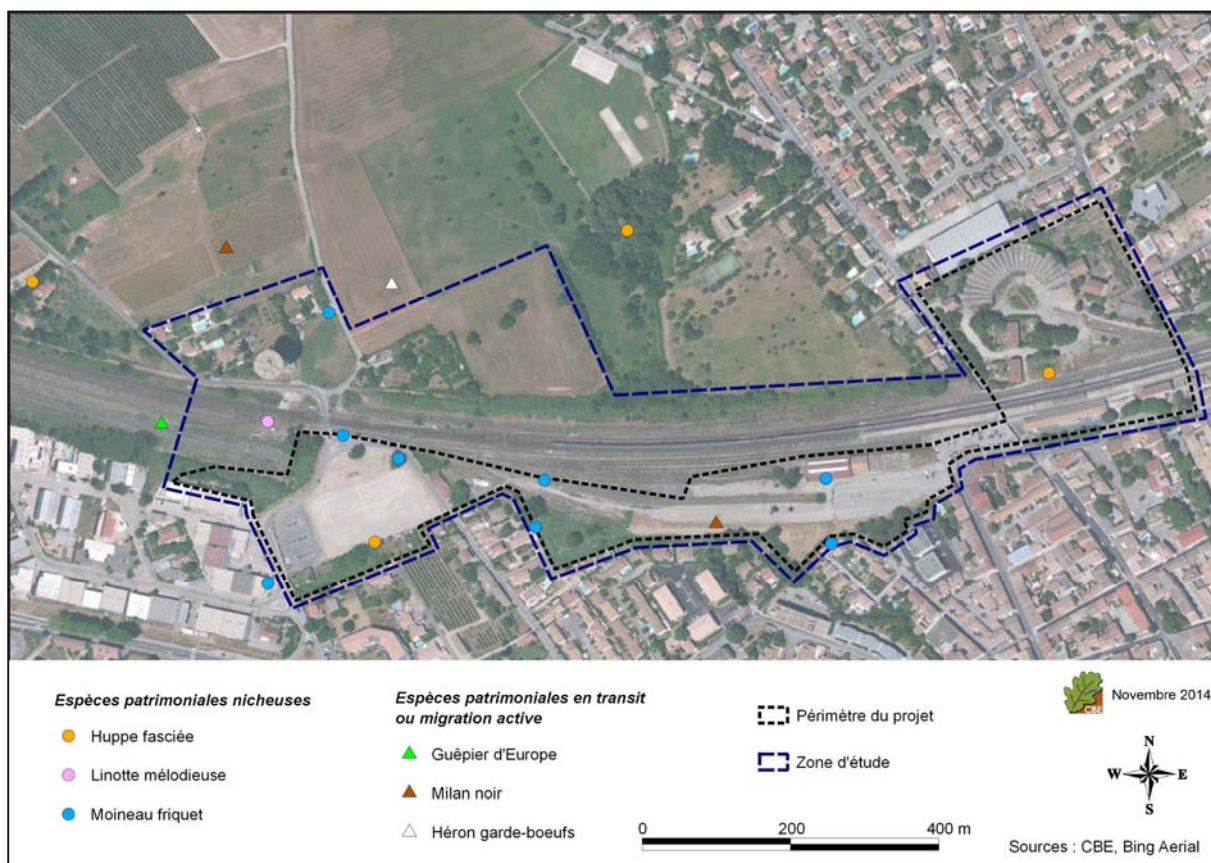 Espèces patrimoniales nicheuses
Huppe fasciée
Linotte mélodieuse
Moineau friquet
Espèces patrimoniales en transit
ou migration active
Guêpier d'Europe
Milan noir
Héron garde-boeufs
Périmètre du projet
Zone d'étude
0 200 400 m
CBE
Novembre 2014
N
W E
S
Sources : CBE, Bing Aerial